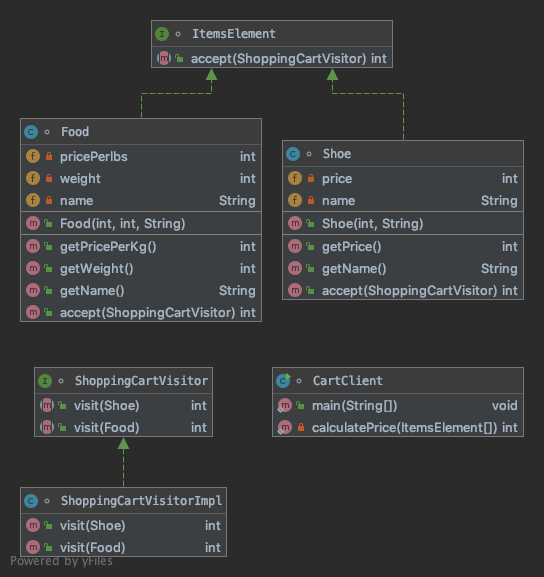 ItemsElement
accept(ShoppingCartVisitor) int
Food
pricePerlbs int
weight int
name String
Food(int, int, String)
getPricePerKg() int
getWeight() int
getName() String
accept(ShoppingCartVisitor) int
Shoe
price int
name String
Shoe(int, String)
getPrice() int
getName() String
accept(ShoppingCartVisitor) int
ShoppingCartVisitor
visit(Shoe) int
visit(Food) int
CartClient
main(String[]) void
calculatePrice(ItemsElement[]) int
ShoppingCartVisitorImpl
visit(Shoe) int
visit(Food) int
Powered by yFiles